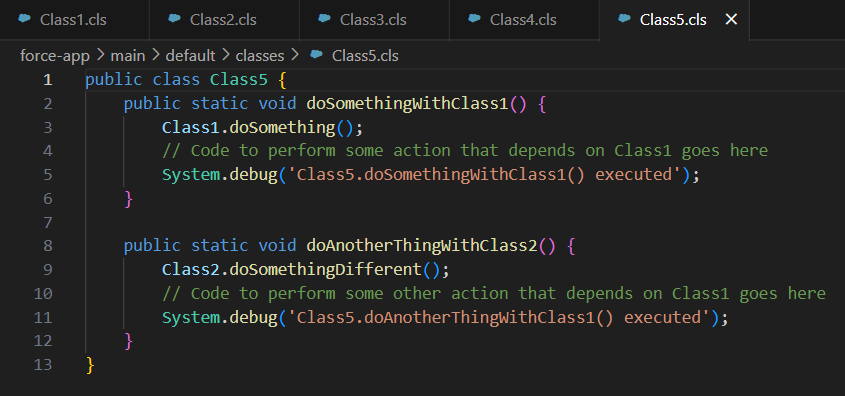 Class1.cls Class2.cls Class3.cls Class4.cls Class5.cls
force-app > main > default > classes > Class5.cls
1 public class Class5 {
2 public static void doSomethingWithClass1() {
3 Class1.doSomething();
4 // Code to perform some action that depends on Class1 goes here
5 System.debug('Class5.doSomethingWithClass1() executed');
6 }
7
8 public static void doAnotherThingWithClass2() {
9 Class2.doSomethingDifferent();
10 // Code to perform some other action that depends on Class1 goes here
11 System.debug('Class5.doAnotherThingWithClass1() executed');
12 }
13 }